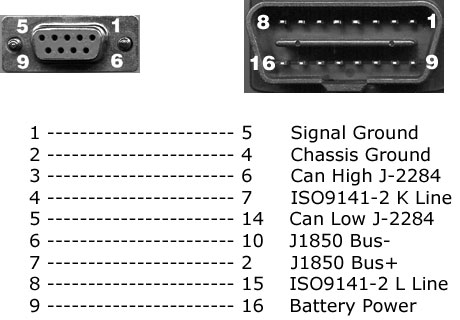 5 1 8 1
9 6 16 9
1 ----------------------- 5 Signal Ground
2 ----------------------- 4 Chassis Ground
3 ----------------------- 6 Can High J-2284
4 ----------------------- 7 ISO9141-2 K Line
5 ----------------------- 14 Can Low J-2284
6 ----------------------- 10 J1850 Bus-
7 ----------------------- 2 J1850 Bus+
8 ----------------------- 15 ISO9141-2 L Line
9 ----------------------- 16 Battery Power